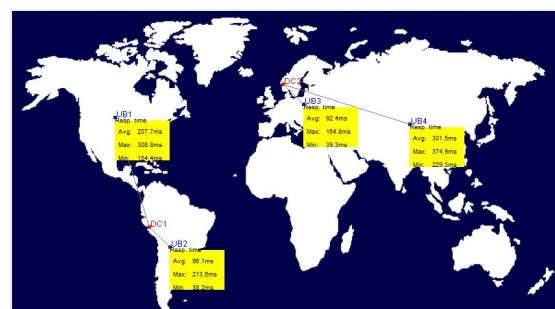 DC2
UB3
Resp. time
Avg: 92.4ms
Max: 164.8ms
Min: 39.3ms
UB1
Resp. time
Avg: 207.7ms
Max: 308.8ms
Min: 154.4ms
UB4
Resp. time
Avg: 301.5ms
Max: 374.9ms
Min: 229.3ms
DC1
UB2
Resp. time
Avg: 96.1ms
Max: 213.6ms
Min: 38.2ms